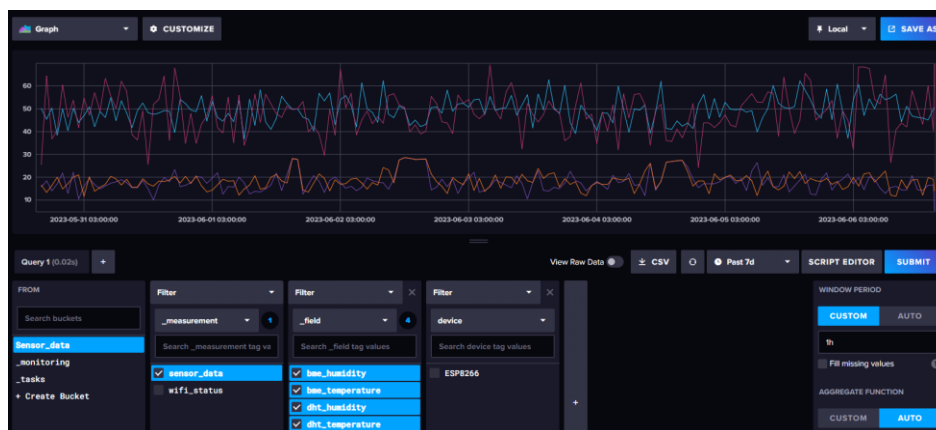 Graph
CUSTOMIZE
Local
SAVE AS
60
50
40
30
20
10
2023-05-31 03:00:00
2023-06-01 03:00:00
2023-06-02 03:00:00
2023-06-03 03:00:00
2023-06-04 03:00:00
2023-06-05 03:00:00
2023-06-06 03:00:00
Query 1 (0.02s)
+
View Raw Data
CSV
Past 7d
SCRIPT EDITOR
SUBMIT
FROM
Search buckets
Sensor_data
_monitoring
_tasks
+ Create Bucket
Filter
_measurement
1
Search _measurement tag va
sensor_data
wifi_status
Filter
×
_field
4
Search _field tag values
bme_humidity
bme_temperature
dht_humidity
dht_temperature
Filter
×
device
Search device tag values
ESP8266
+
WINDOW PERIOD
CUSTOM
AUTO
1h
Fill missing values
AGGREGATE FUNCTION
CUSTOM
AUTO